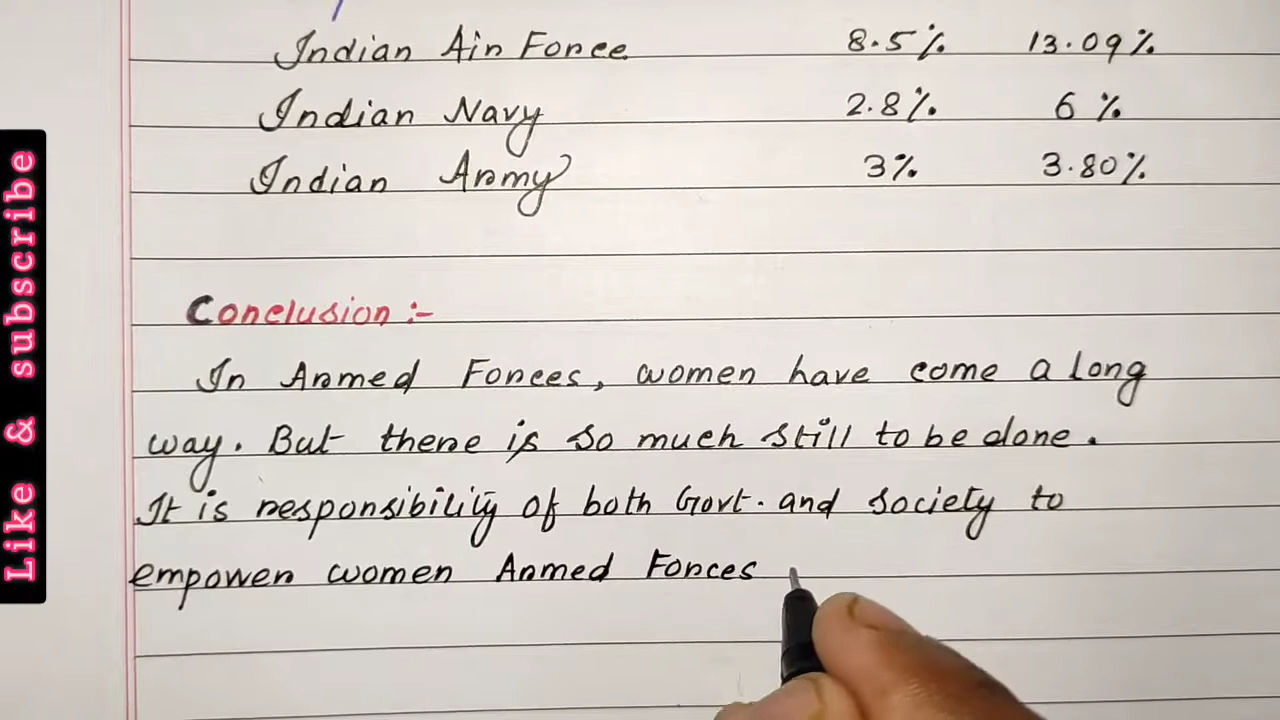 Indian Air Force 8.5% 13.09%
Indian Navy 2.8% 6%
Indian Army 3% 3.80%
Conclusion :-
In Armed Forces, women have come a long
way. But there is so much still to be done.
It is responsibility of both Govt. and society to
empower women Armed Forces
Like & subscribe